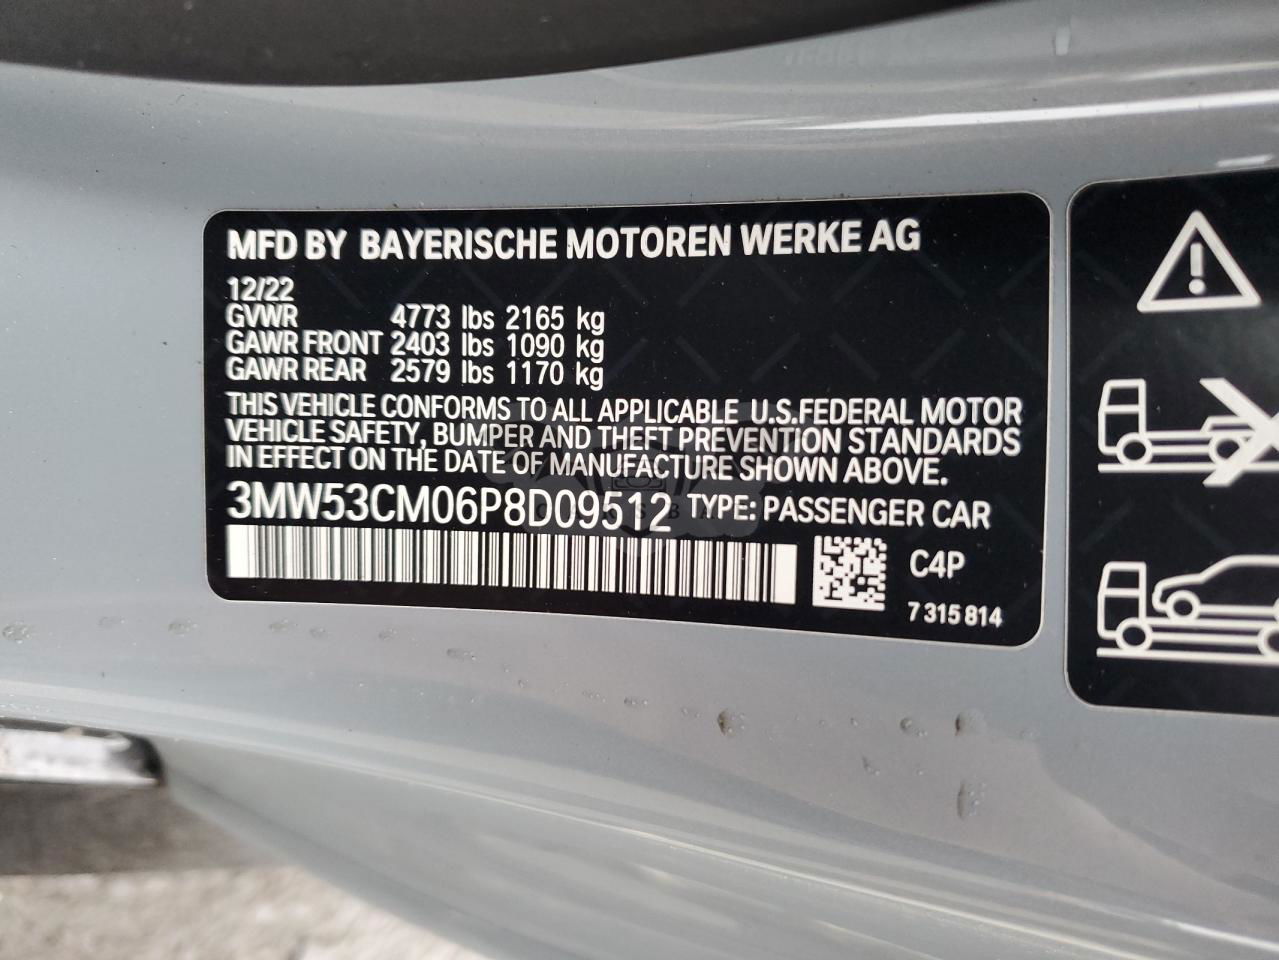 MFD BY BAYERISCHE MOTOREN WERKE AG
12/22
GVWR 4773 lbs 2165 kg
GAWR FRONT 2403 lbs 1090 kg
GAWR REAR 2579 lbs 1170 kg
THIS VEHICLE CONFORMS TO ALL APPLICABLE U.S.FEDERAL MOTOR
VEHICLE SAFETY, BUMPER AND THEFT PREVENTION STANDARDS
IN EFFECT ON THE DATE OF MANUFACTURE SHOWN ABOVE.
3MW53CM06P8D09512 TYPE: PASSENGER CAR
C4P
7 315 814